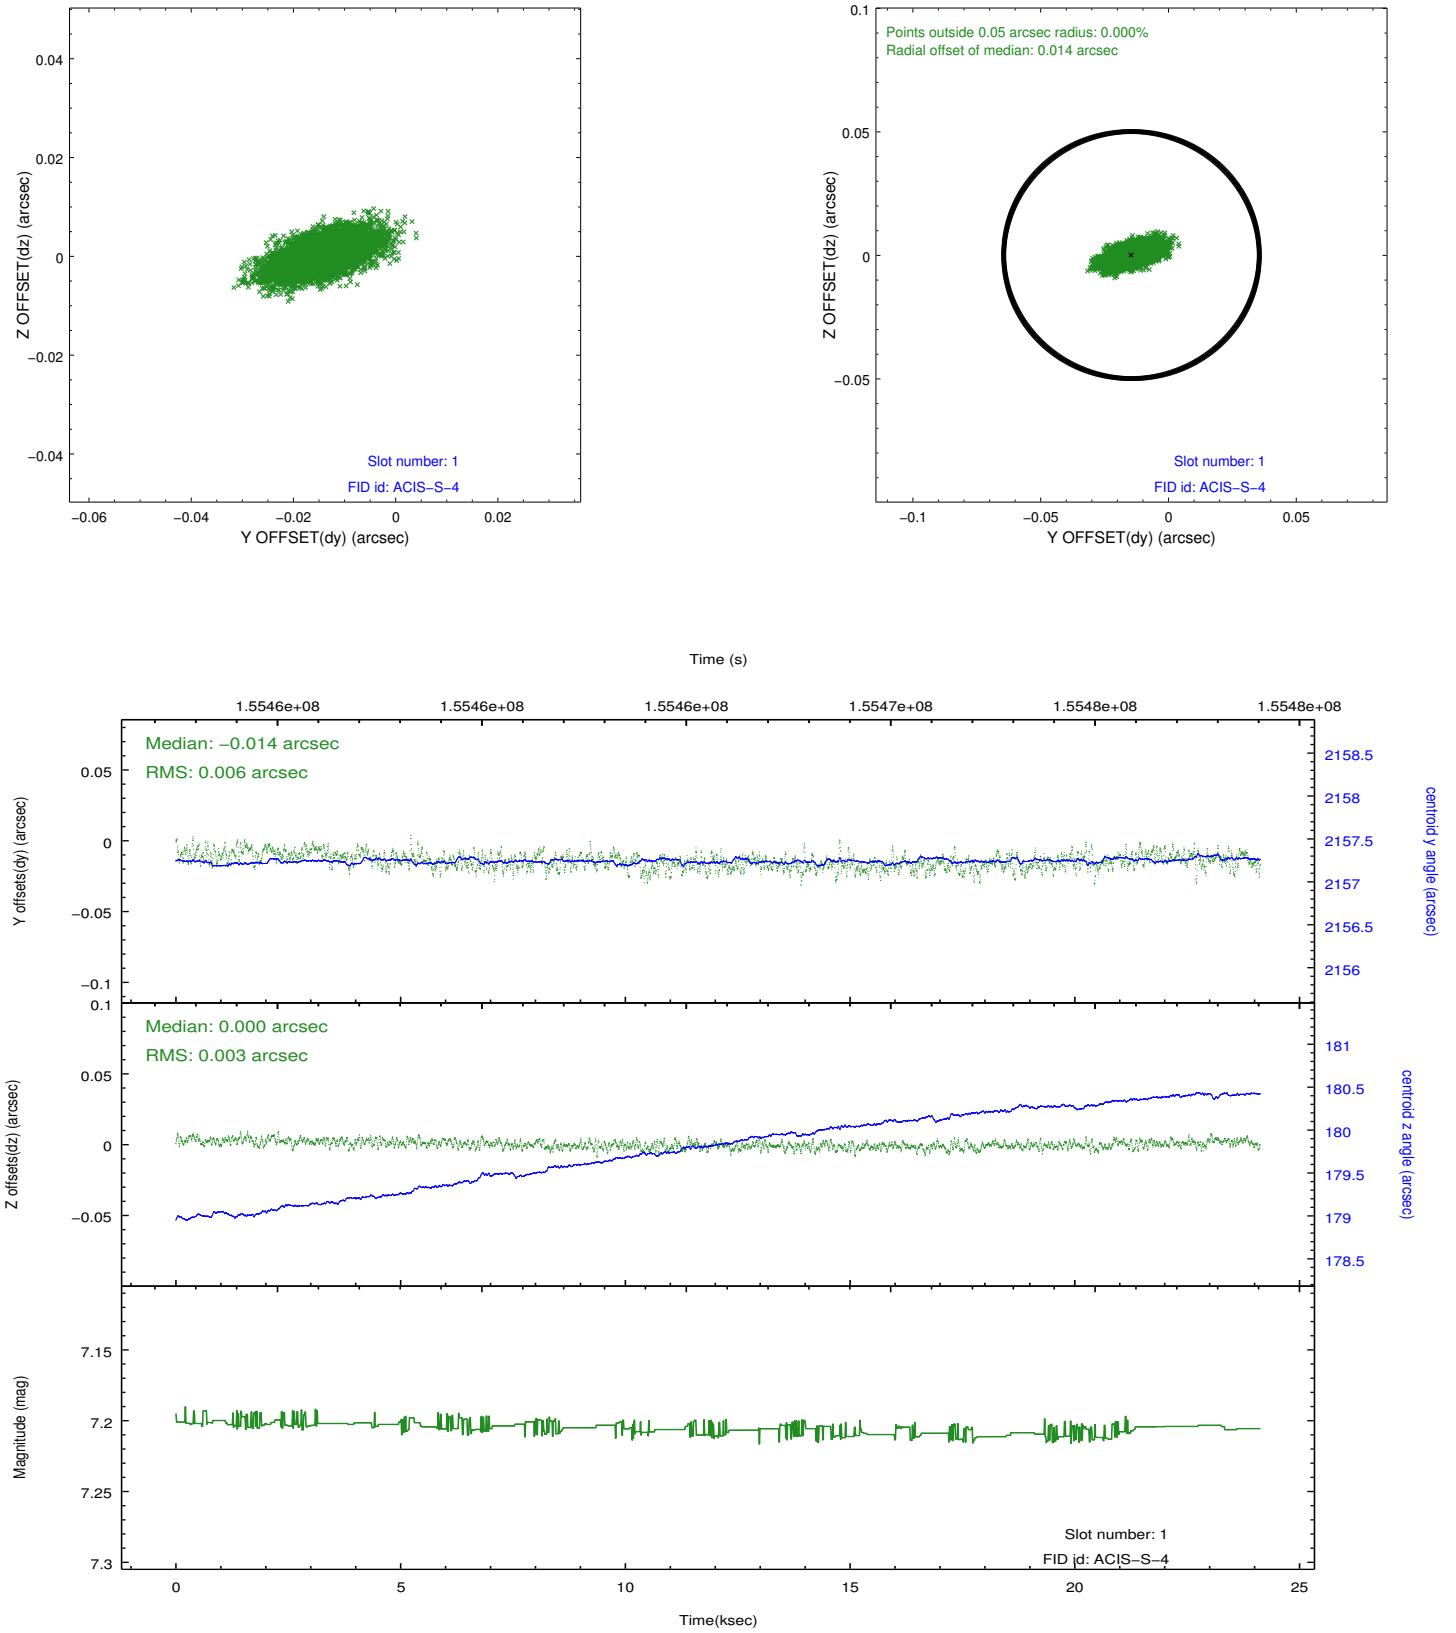 0.04
0.02
0
−0.02
−0.04
Z OFFSET(dz) (arcsec)
Slot number: 1
FID id: ACIS−S−4
−0.06
−0.04
−0.02
0
0.02
Y OFFSET(dy) (arcsec)
0.1
0.05
0
−0.05
Z OFFSET(dz) (arcsec)
Points outside 0.05 arcsec radius: 0.000%
Radial offset of median: 0.014 arcsec
Slot number: 1
FID id: ACIS−S−4
−0.1
−0.05
0
0.05
Y OFFSET(dy) (arcsec)
Time (s)
1.5546e+08
1.5546e+08
1.5546e+08
1.5547e+08
1.5548e+08
1.5548e+08
Median: −0.014 arcsec
RMS: 0.006 arcsec
0.05
0
−0.05
−0.1
Y offsets(dy) (arcsec)
2158.5
2158
2157.5
2157
2156.5
2156
centroid y angle (arcsec)
Median: 0.000 arcsec
RMS: 0.003 arcsec
0.1
0.05
0
−0.05
Z offsets(dz) (arcsec)
181
180.5
180
179.5
179
178.5
centroid z angle (arcsec)
7.15
7.2
7.25
7.3
Magnitude (mag)
Slot number: 1
FID id: ACIS−S−4
0
5
10
15
20
25
Time(ksec)